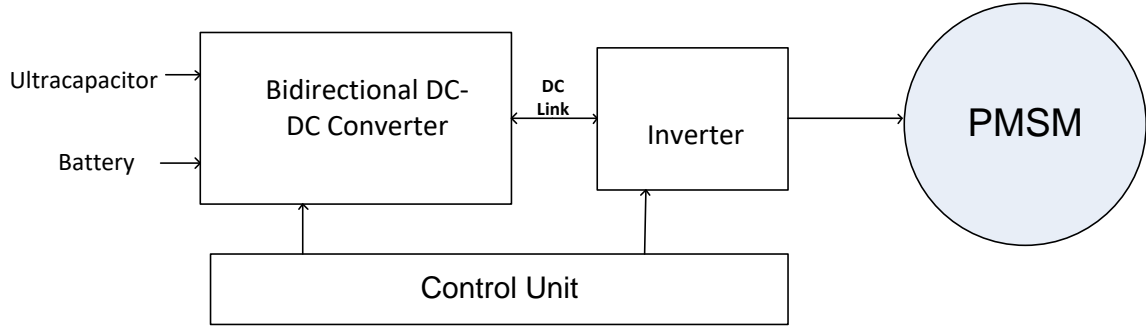 Ultracapacitor
Battery
Bidirectional DC-
DC Converter
DC
Link
Inverter
PMSM
Control Unit